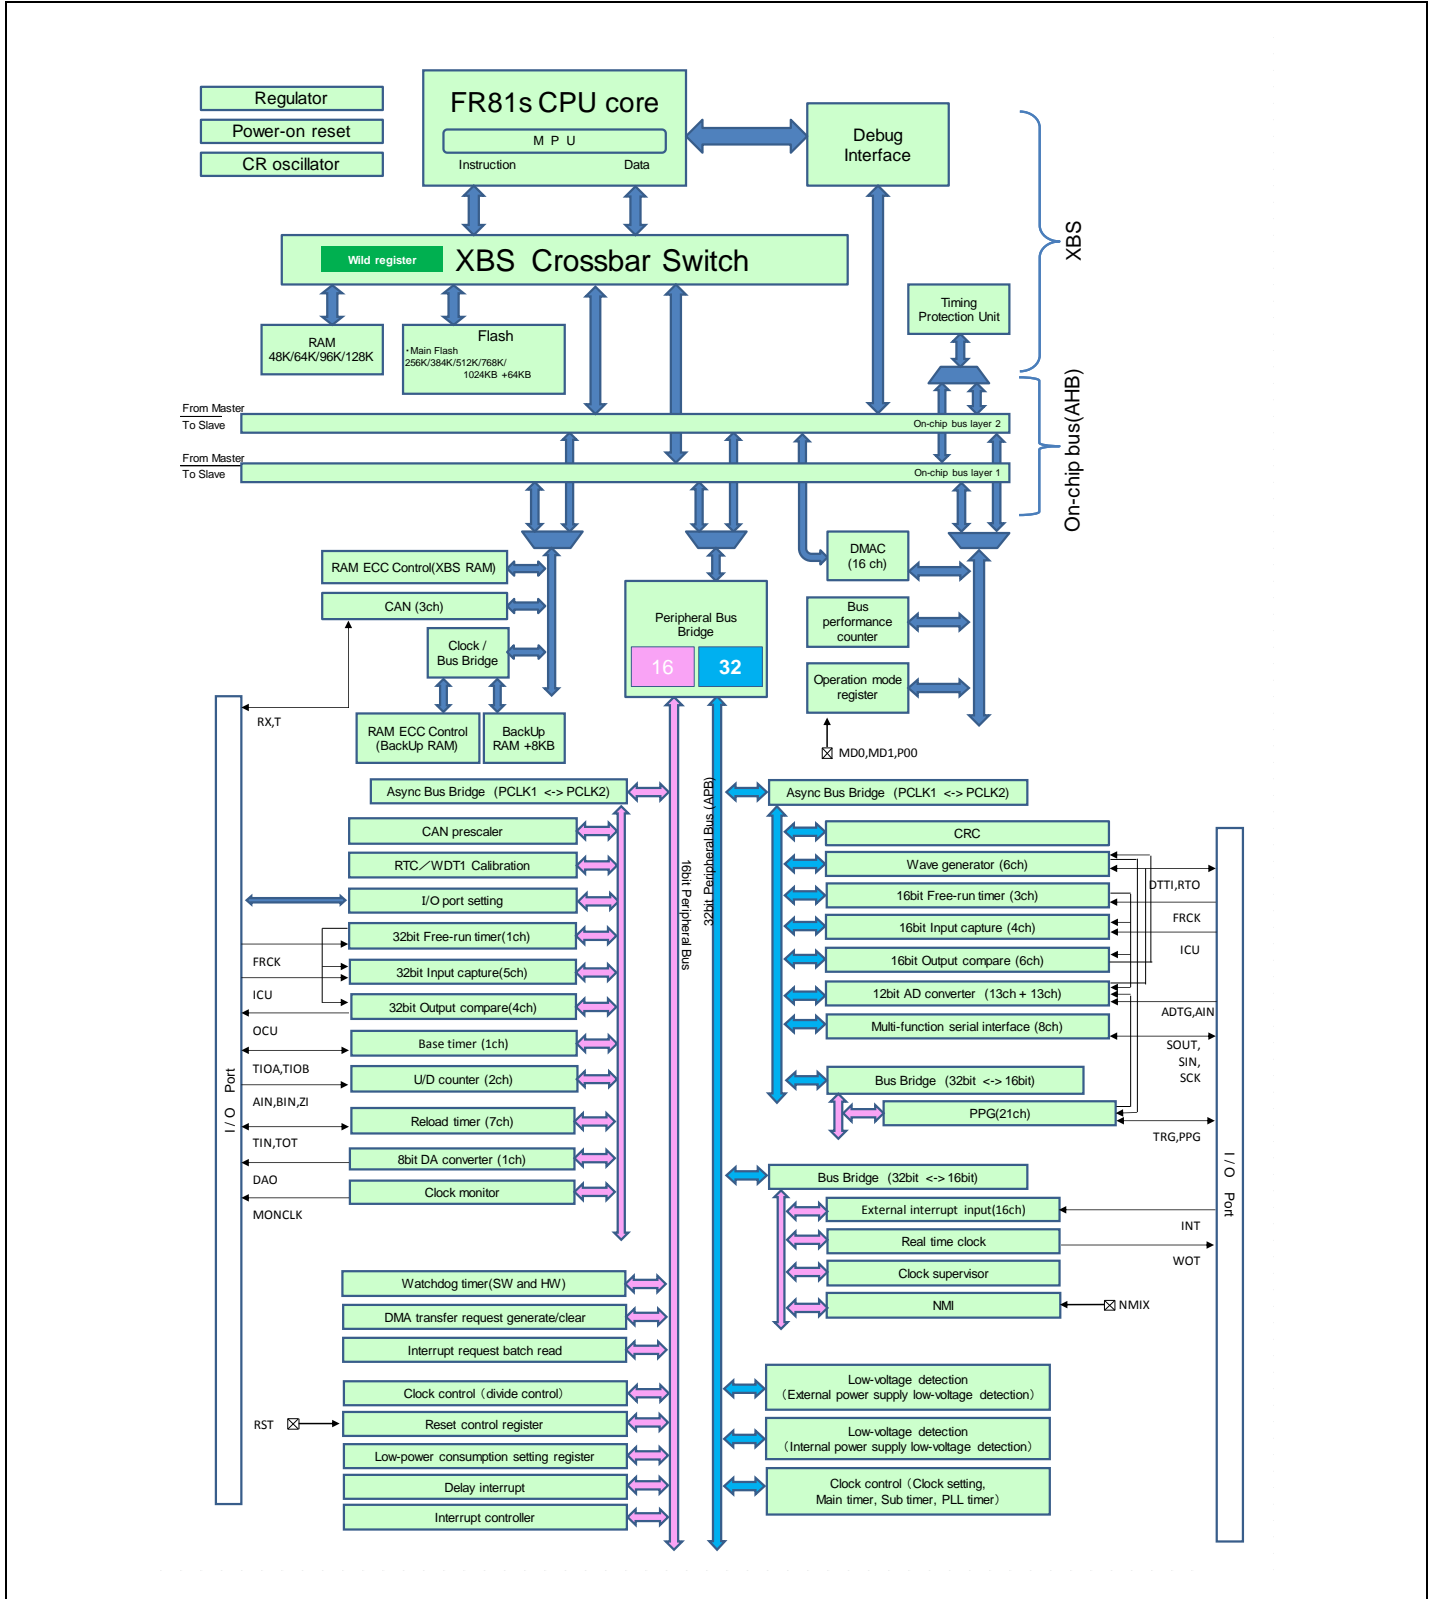 Regulator
Power-on reset
CR oscillator
FR81s CPU core
M P U
Instruction
Data
Debug
Interface
XBS
Wild register
XBS Crossbar Switch
RAM
48K/64K/96K/128K
Flash
・Main Flash
256K/384K/512K/768K/
1024KB +64KB
Timing
Protection Unit
On-chip bus(AHB)
From Master
To Slave
On-chip bus layer 2
From Master
To Slave
On-chip bus layer 1
RAM ECC Control(XBS RAM)
CAN (3ch)
Clock /
Bus Bridge
RAM ECC Control
(BackUp RAM)
BackUp
RAM +8KB
RX,T
Peripheral Bus
Bridge
16
32
DMAC
(16 ch)
Bus
performance
counter
Operation mode
register
MD0,MD1,P00
16bit Peripheral Bus
32bit Peripheral Bus (APB)
Async Bus Bridge (PCLK1 <-> PCLK2)
CAN prescaler
RTC／WDT1 Calibration
I/O port setting
32bit Free-run timer(1ch)
FRCK
32bit Input capture(5ch)
ICU
32bit Output compare(4ch)
OCU
Base timer (1ch)
TIOA,TIOB
U/D counter (2ch)
AIN,BIN,ZI
Reload timer (7ch)
TIN,TOT
8bit DA converter (1ch)
DAO
Clock monitor
MONCLK
I / O Port
Watchdog timer(SW and HW)
DMA transfer request generate/clear
Interrupt request batch read
Clock control（divide control）
RST
Reset control register
Low-power consumption setting register
Delay interrupt
Interrupt controller
Async Bus Bridge (PCLK1 <-> PCLK2)
CRC
Wave generator (6ch)
DTTI,RTO
16bit Free-run timer (3ch)
FRCK
16bit Input capture (4ch)
ICU
16bit Output compare (6ch)
12bit AD converter (13ch + 13ch)
ADTG,AIN
Multi-function serial interface (8ch)
SOUT,
SIN,
SCK
Bus Bridge (32bit <-> 16bit)
PPG(21ch)
TRG,PPG
Bus Bridge (32bit <-> 16bit)
External interrupt input(16ch)
INT
Real time clock
WOT
Clock supervisor
NMI
NMIX
I / O Port
Low-voltage detection
（External power supply low-voltage detection）
Low-voltage detection
（Internal power supply low-voltage detection）
Clock control（Clock setting,
Main timer, Sub timer, PLL timer）